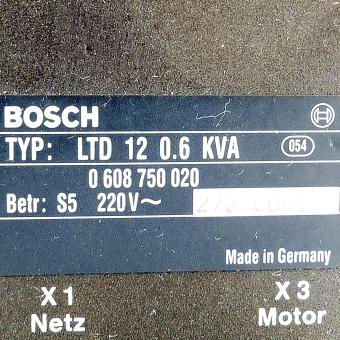 BOSCH
TYP: LTD 12 0.6 KVA 054
0 608 750 020
Betr: S5 220V~
Made in Germany
X 1 X 3
Netz Motor